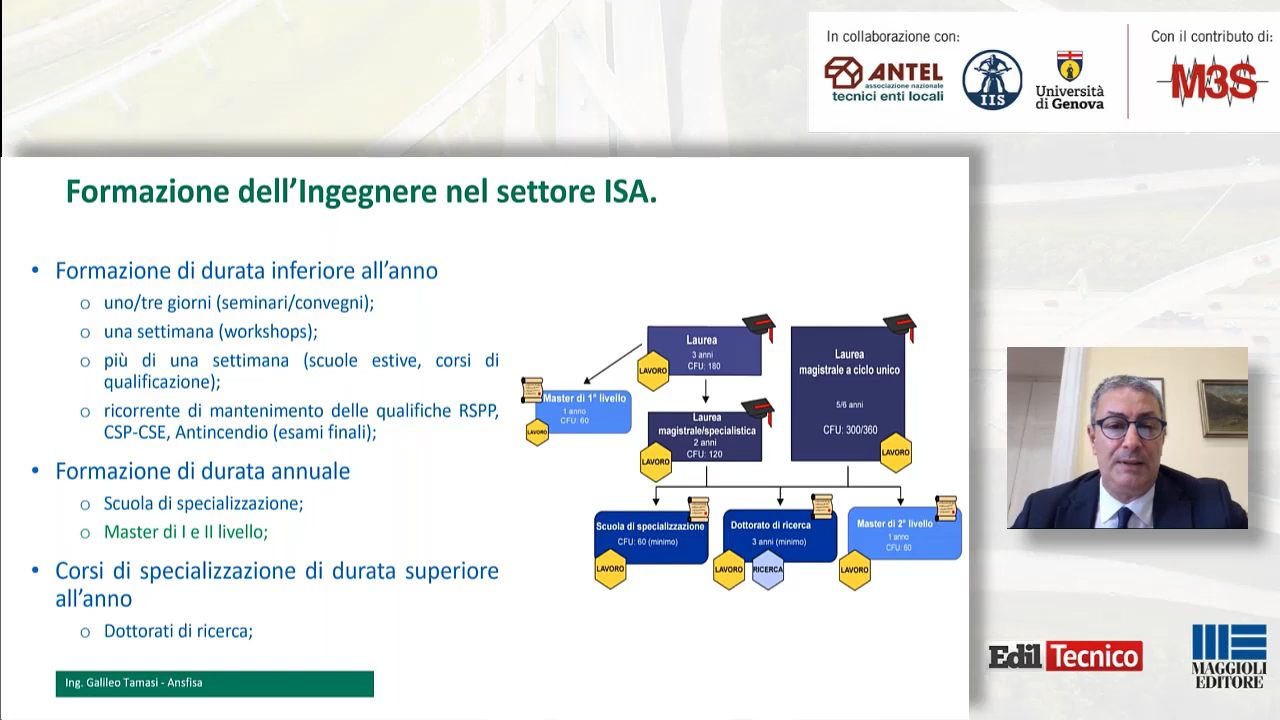 In collaborazione con:
Con il contributo di:
ANTEL
associazione nazionale
tecnici enti locali
IIS
Università
di Genova
M3S
Formazione dell'Ingegnere nel settore ISA.
• Formazione di durata inferiore all'anno
o uno/tre giorni (seminari/convegni);
o una settimana (workshops);
o più di una settimana (scuole estive, corsi di
qualificazione);
o ricorrente di mantenimento delle qualifiche RSPP,
CSP-CSE, Antincendio (esami finali);
• Formazione di durata annuale
o Scuola di specializzazione;
o Master di I e II livello;
• Corsi di specializzazione di durata superiore
all'anno
o Dottorati di ricerca;
Laurea
3 anni
CFU: 180
LAVORO
Laurea
magistrale a ciclo unico
5/6 anni
CFU: 300/360
LAVORO
Master di 1° livello
1 anno
CFU: 60
LAVORO
Laurea
magistrale/specialistica
2 anni
CFU: 120
LAVORO
Scuola di specializzazione
CFU: 60 (minimo)
LAVORO
Dottorato di ricerca
3 anni (minimo)
LAVORO
RICERCA
Master di 2° livello
1 anno
CFU: 60
LAVORO
Ing. Galileo Tamasi - Ansfisa
Edil Tecnico
MAGGIOLI
EDITORE